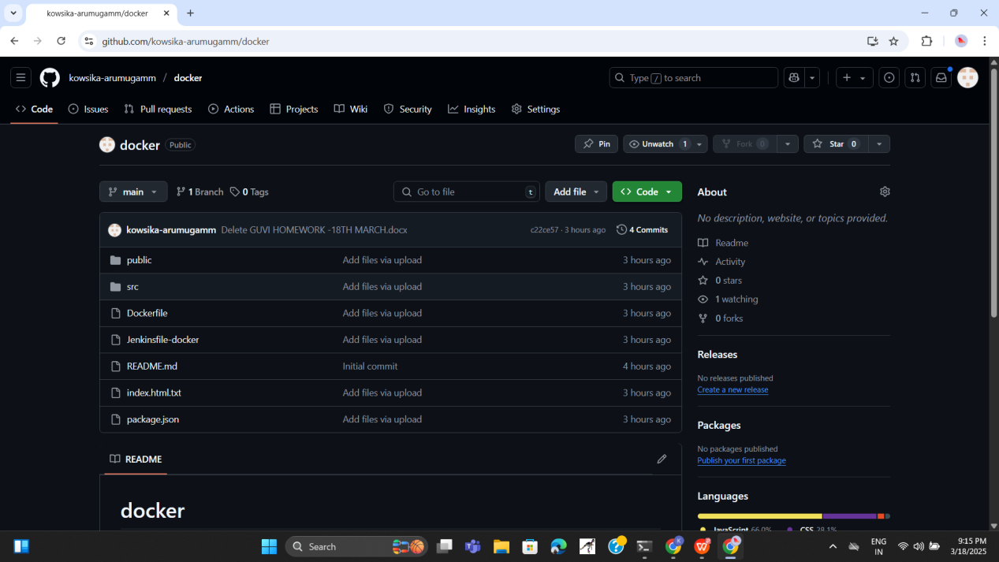 kowsika-arumugamm/docker
github.com/kowsika-arumugamm/docker
kowsika-arumugamm / docker
Type / to search
Code Issues Pull requests Actions Projects Wiki Security Insights Settings
docker Public
Pin Unwatch 1 Fork 0 Star 0
main 1 Branch 0 Tags
Go to file t Add file Code
kowsika-arumugamm Delete GUVI HOMEWORK -18TH MARCH.docx c22ce57 · 3 hours ago 4 Commits
public Add files via upload 3 hours ago
src Add files via upload 3 hours ago
Dockerfile Add files via upload 3 hours ago
Jenkinsfile-docker Add files via upload 3 hours ago
README.md Initial commit 4 hours ago
index.html.txt Add files via upload 3 hours ago
package.json Add files via upload 3 hours ago
README
docker
About
No description, website, or topics provided.
Readme
Activity
0 stars
1 watching
0 forks
Releases
No releases published
Create a new release
Packages
No packages published
Publish your first package
Languages
JavaScript 66.0% CSS 28.1%
Search
ENG
IN
9:15 PM
3/18/2025